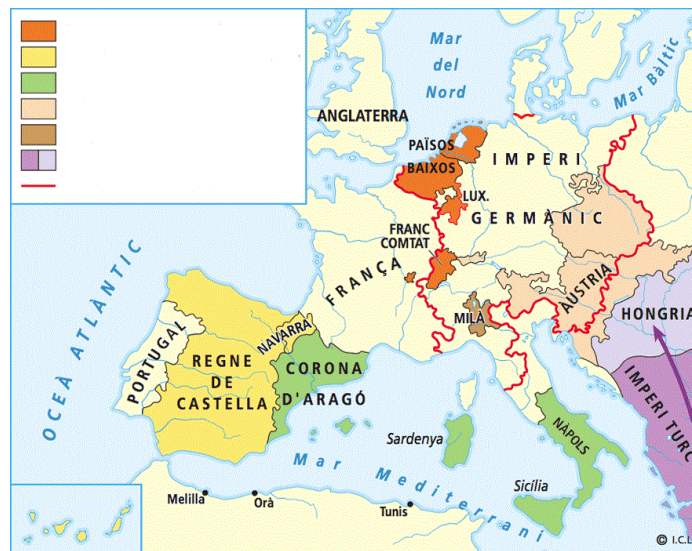 Mar
del
Nord
Mar Bàltic
ANGLATERRA
PAÏSOS
BAIXOS
IMPERI
GERMÀNIC
LUX.
FRANC
COMTAT
FRANÇA
ÀUSTRIA
HONGRIA
MILÀ
OCEÀ ATLÀNTIC
PORTUGAL
NAVARRA
REGNE
DE
CASTELLA
CORONA
D'ARAGÓ
IMPERI TURC
NÀPOLS
Sardenya
Sicília
Mar Mediterrani
Melilla
Orà
Tunis
© I.C.L